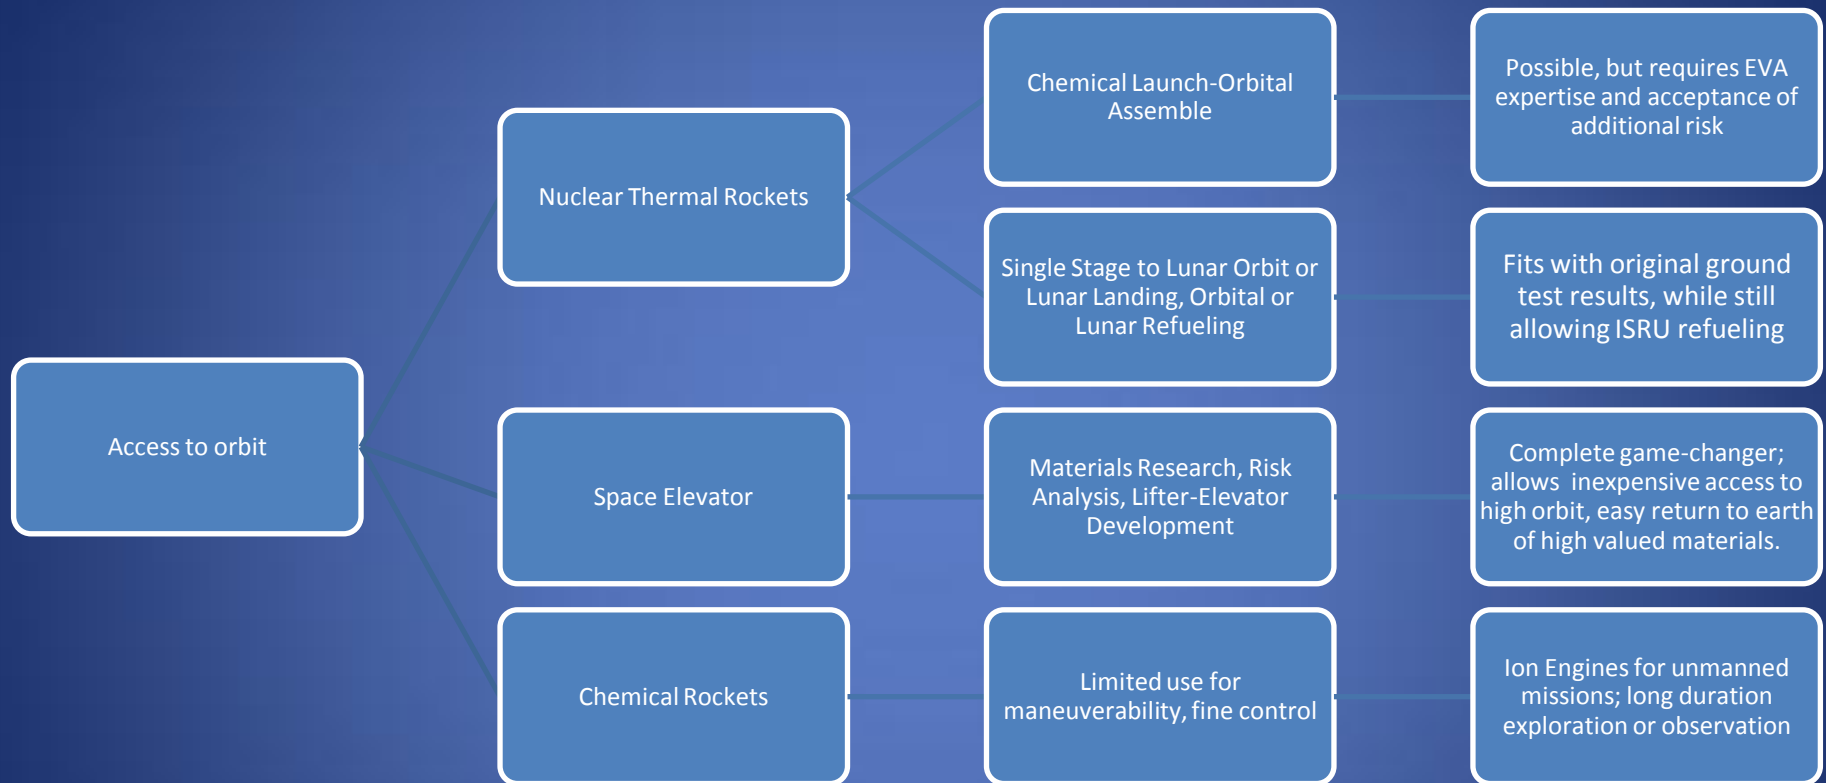 Access to orbit
Nuclear Thermal Rockets
Chemical Launch-Orbital
Assemble
Possible, but requires EVA
expertise and acceptance of
additional risk
Single Stage to Lunar Orbit or
Lunar Landing, Orbital or
Lunar Refueling
Fits with original ground
test results, while still
allowing ISRU refueling
Space Elevator
Materials Research, Risk
Analysis, Lifter-Elevator
Development
Complete game-changer;
allows inexpensive access to
high orbit, easy return to earth
of high valued materials.
Chemical Rockets
Limited use for
maneuverability, fine control
Ion Engines for unmanned
missions; long duration
exploration or observation